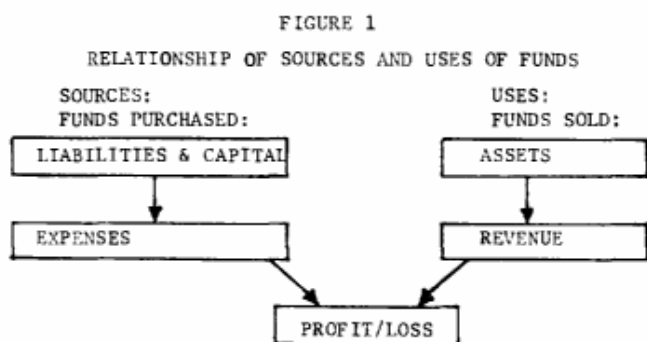 FIGURE 1
RELATIONSHIP OF SOURCES AND USES OF FUNDS
SOURCES: USES:
FUNDS PURCHASED: FUNDS SOLD:
LIABILITIES & CAPITAL ASSETS
EXPENSES REVENUE
PROFIT/LOSS